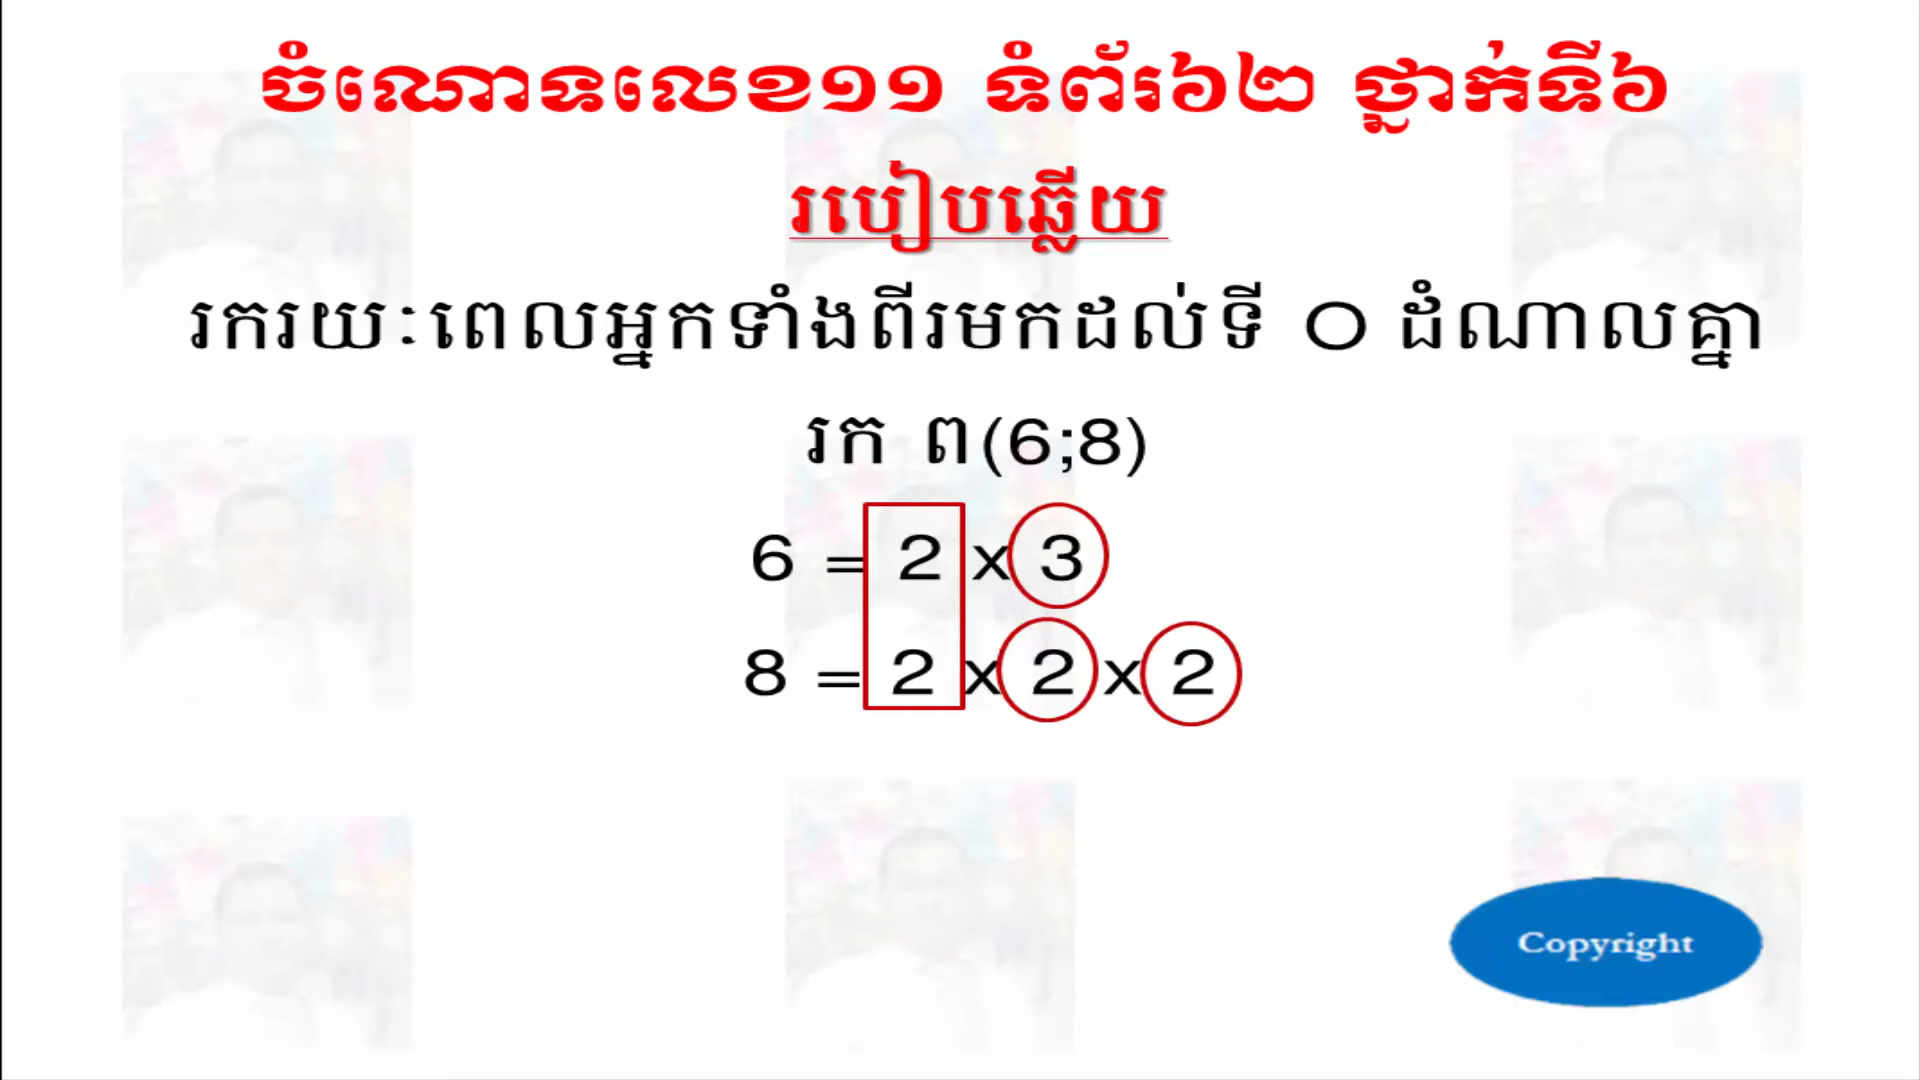 ចំណោទលេខ១១ ទំព័រ៦២ ថ្នាក់ទី៦
របៀបឆ្លើយ
រករយៈពេលអ្នកទាំងពីរមកដល់ទី O ដំណាលគ្នា
រក ព(6;8)
6 = 2 x 3
8 = 2 x 2 x 2
Copyright